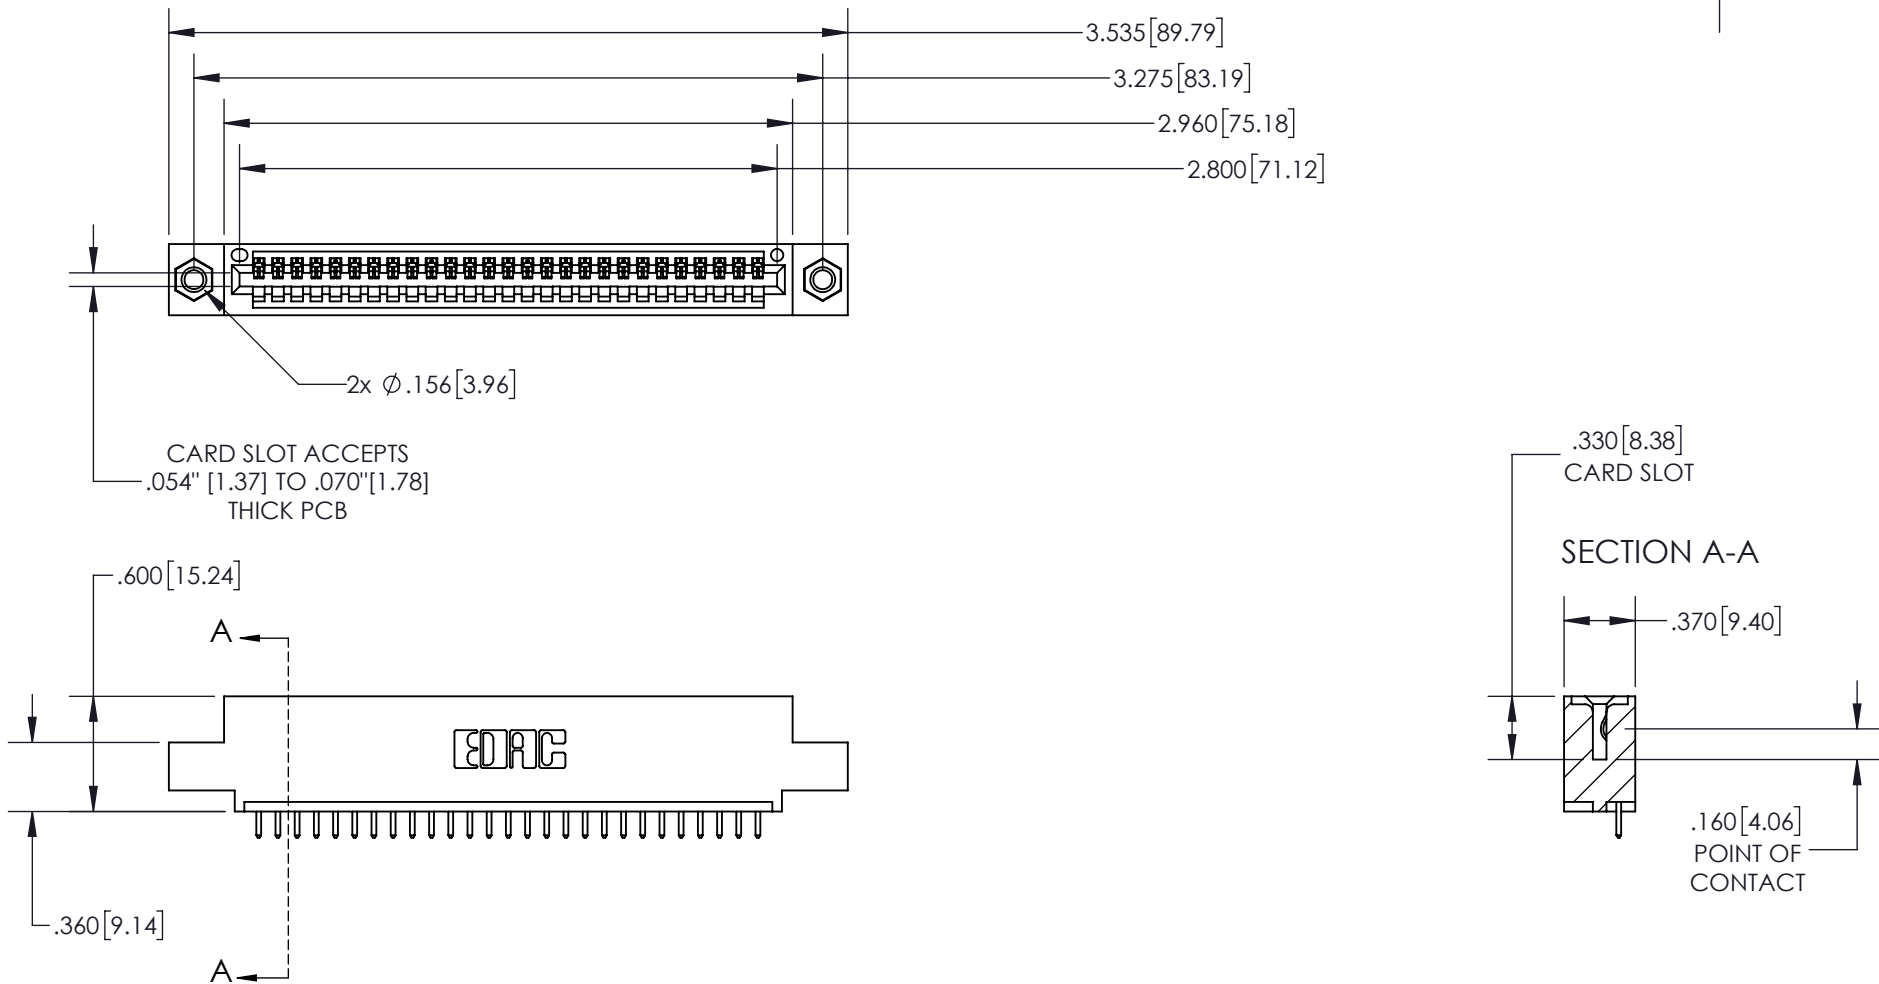 3.535[89.79]
3.275[83.19]
2.960[75.18]
2.800[71.12]
2x Ø.156[3.96]
CARD SLOT ACCEPTS
.054" [1.37] TO .070"[1.78]
THICK PCB
.330[8.38]
CARD SLOT
SECTION A-A
.600[15.24]
.370[9.40]
A
EDAC
.160[4.06]
POINT OF
CONTACT
.360[9.14]
A